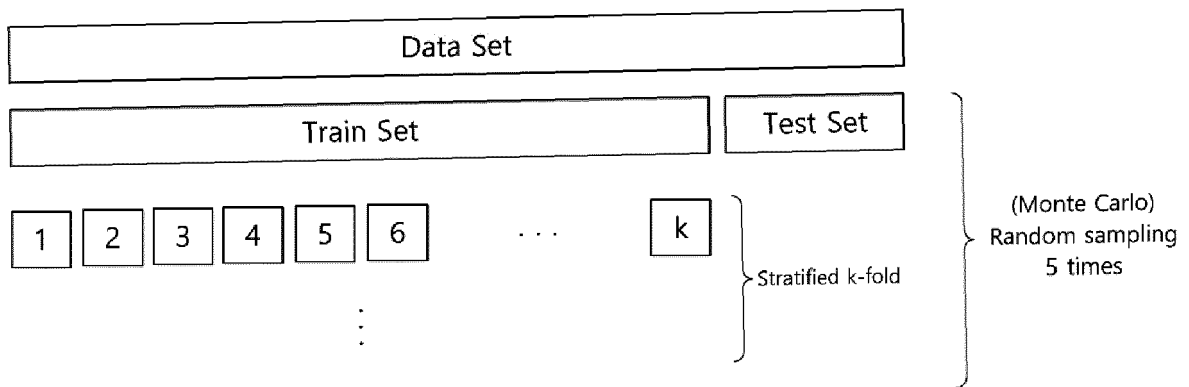 Data Set
Train Set
Test Set
1 2 3 4 5 6 . . . k
Stratified k-fold
(Monte Carlo)
Random sampling
5 times